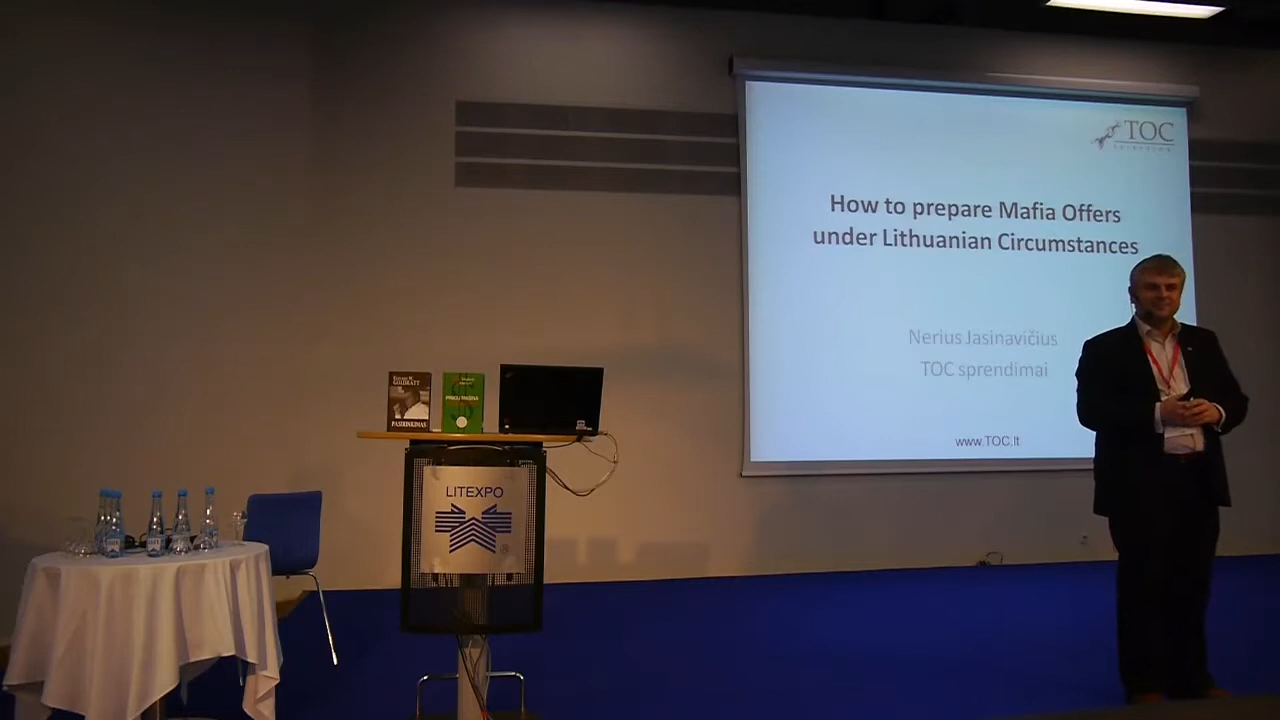 TOC
How to prepare Mafia Offers
under Lithuanian Circumstances
Nerius Jasinavičius
TOC sprendimai
www.TOC.lt
GOLDRATT
PASIRINKIMAS
LITEXPO